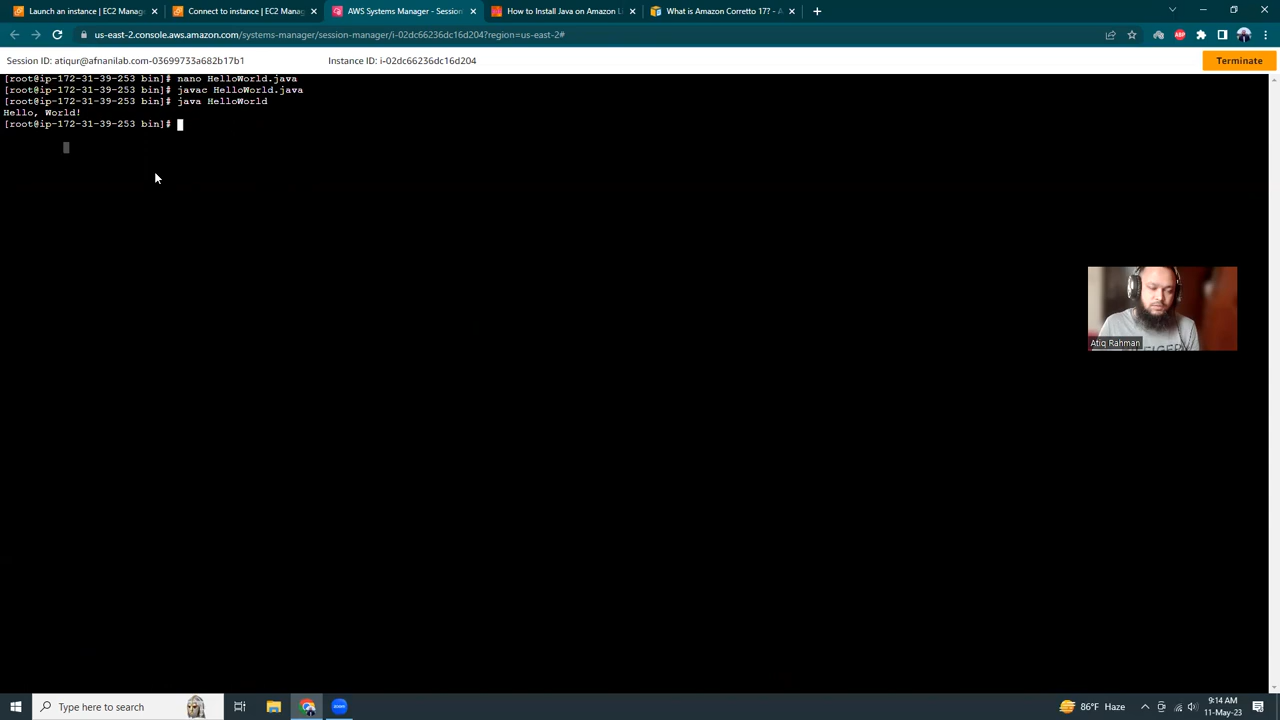 Launch an instance | EC2 Manag
Connect to instance | EC2 Manag
AWS Systems Manager - Session
How to Install Java on Amazon Li
What is Amazon Corretto 17? - A
us-east-2.console.aws.amazon.com/systems-manager/session-manager/i-02dc66236dc16d204?region=us-east-2#
Session ID: atiqur@afnanilab.com-03699733a682b17b1
Instance ID: i-02dc66236dc16d204
Terminate
[root@ip-172-31-39-253 bin]# nano HelloWorld.java
[root@ip-172-31-39-253 bin]# javac HelloWorld.java
[root@ip-172-31-39-253 bin]# java HelloWorld
Hello, World!
[root@ip-172-31-39-253 bin]#
Atiq Rahman
Type here to search
zoom
86°F Haze
9:14 AM
11-May-23